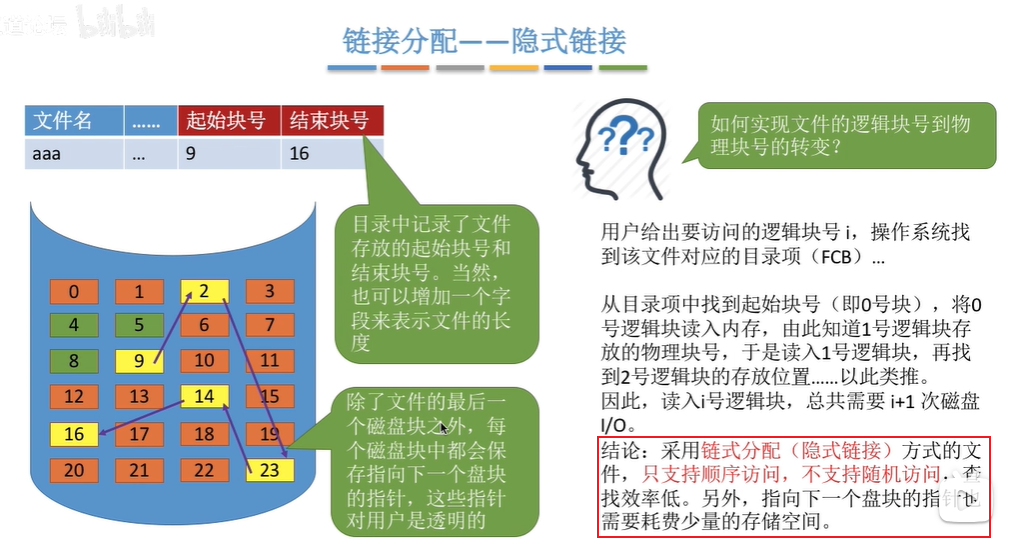 bilibili
链接分配——隐式链接
文件名 …… 起始块号 结束块号
aaa ... 9 16
目录中记录了文件
存放的起始块号和
结束块号。当然，
也可以增加一个字
段来表示文件的长
度
0 1 2 3
4 5 6 7
8 9 10 11
12 13 14 15
16 17 18 19
20 21 22 23
除了文件的最后一
个磁盘块之外，每
个磁盘块中都会保
存指向下一个盘块
的指针，这些指针
对用户是透明的
???
如何实现文件的逻辑块号到物
理块号的转变？
用户给出要访问的逻辑块号 i，操作系统找
到该文件对应的目录项（FCB）...
从目录项中找到起始块号（即0号块），将0
号逻辑块读入内存，由此知道1号逻辑块存
放的物理块号，于是读入1号逻辑块，再找
到2号逻辑块的存放位置……以此类推。
因此，读入i号逻辑块，总共需要 i+1 次磁盘
I/O。
结论：采用链式分配（隐式链接）方式的文
件，只支持顺序访问，不支持随机访问，查
找效率低。另外，指向下一个盘块的指针也
需要耗费少量的存储空间。